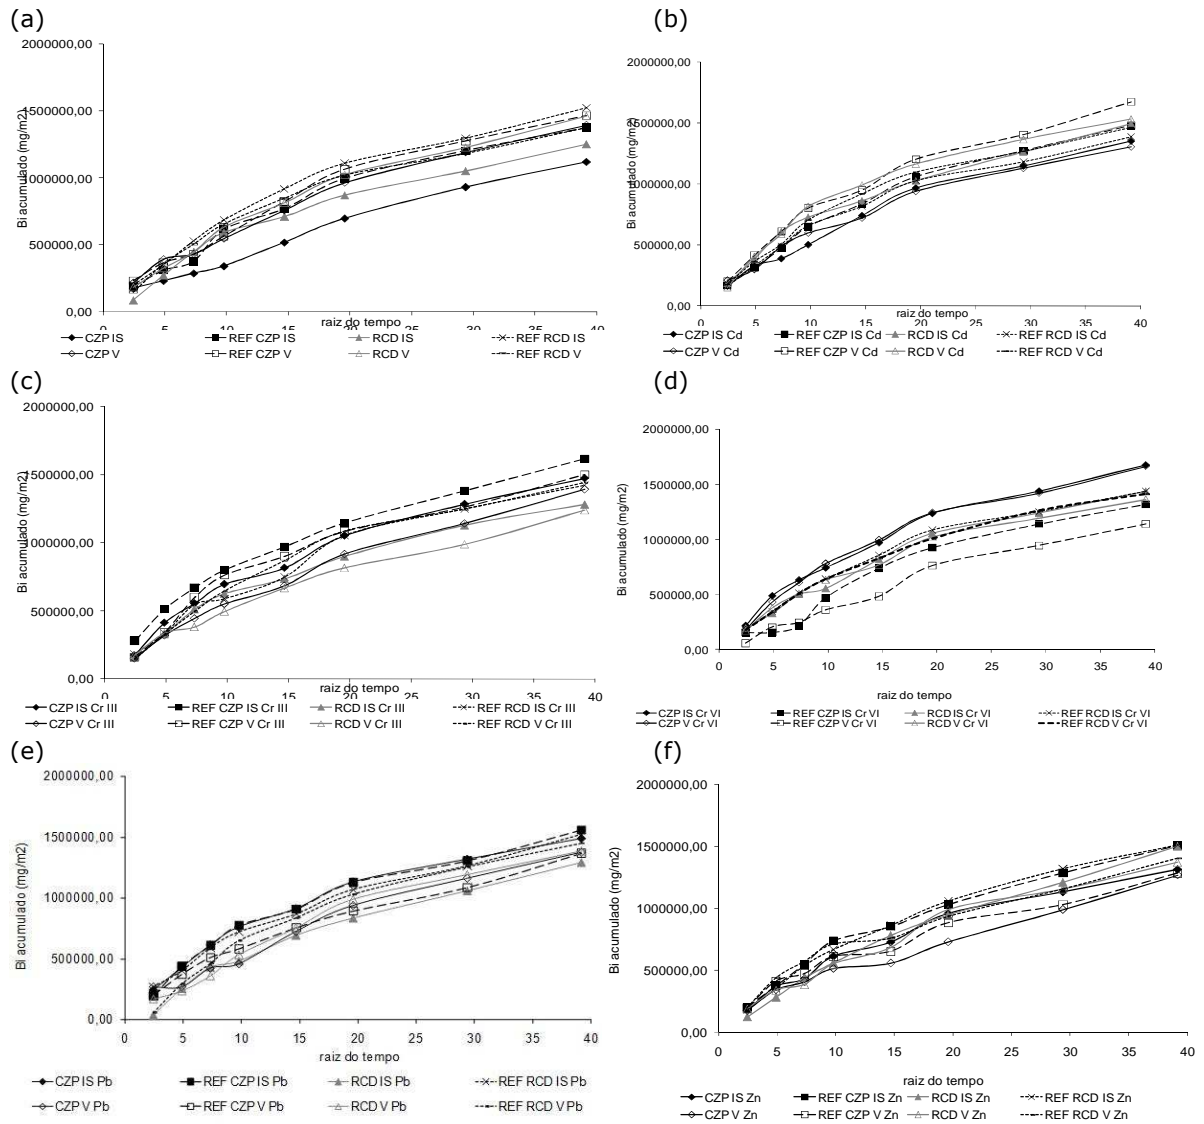 (a)
2000000,00
1500000,00
1000000,00
500000,00
0,00
Bi acumulado (mg/m2)
0 5 10 15 20 25 30 35 40
raiz do tempo
CZP IS REF CZP IS RCD IS REF RCD IS
CZP V REF CZP V RCD V REF RCD V
(b)
2000000,00
1500000,00
1000000,00
500000,00
0,00
Bi acumulado (mg/m2)
0 5 10 15 20 25 30 35 40
raiz do tempo
CZP IS Cd REF CZP IS Cd RCD IS Cd REF RCD IS Cd
CZP V Cd REF CZP V Cd RCD V Cd REF RCD V Cd
(c)
2000000,00
1500000,00
1000000,00
500000,00
0,00
Bi acumulado (mg/m2)
0 5 10 15 20 25 30 35 40
raiz do tempo
CZP IS Cr III REF CZP IS Cr III RCD IS Cr III REF RCD IS Cr III
CZP V Cr III REF CZP V Cr III RCD V Cr III REF RCD V Cr III
(d)
2000000,00
1500000,00
1000000,00
500000,00
0,00
Bi acumulado (mg/m2)
0 5 10 15 20 25 30 35 40
raiz do tempo
CZP IS Cr VI REF CZP IS Cr VI RCD IS Cr VI REF RCD IS Cr VI
CZP V Cr VI REF CZP V Cr VI RCD V Cr VI REF RCD V Cr VI
(e)
2000000,00
1500000,00
1000000,00
500000,00
0,00
Bi acumulado (mg/m2)
0 5 10 15 20 25 30 35 40
raiz do tempo
CZP IS Pb REF CZP IS Pb RCD IS Pb REF RCD IS Pb
CZP V Pb REF CZP V Pb RCD V Pb REF RCD V Pb
(f)
2000000,00
1500000,00
1000000,00
500000,00
0,00
Bi acumulado (mg/m2)
0 5 10 15 20 25 30 35 40
raiz do tempo
CZP IS Zn REF CZP IS Zn RCD IS Zn REF RCD IS Zn
CZP V Zn REF CZP V Zn RCD V Zn REF RCD V Zn